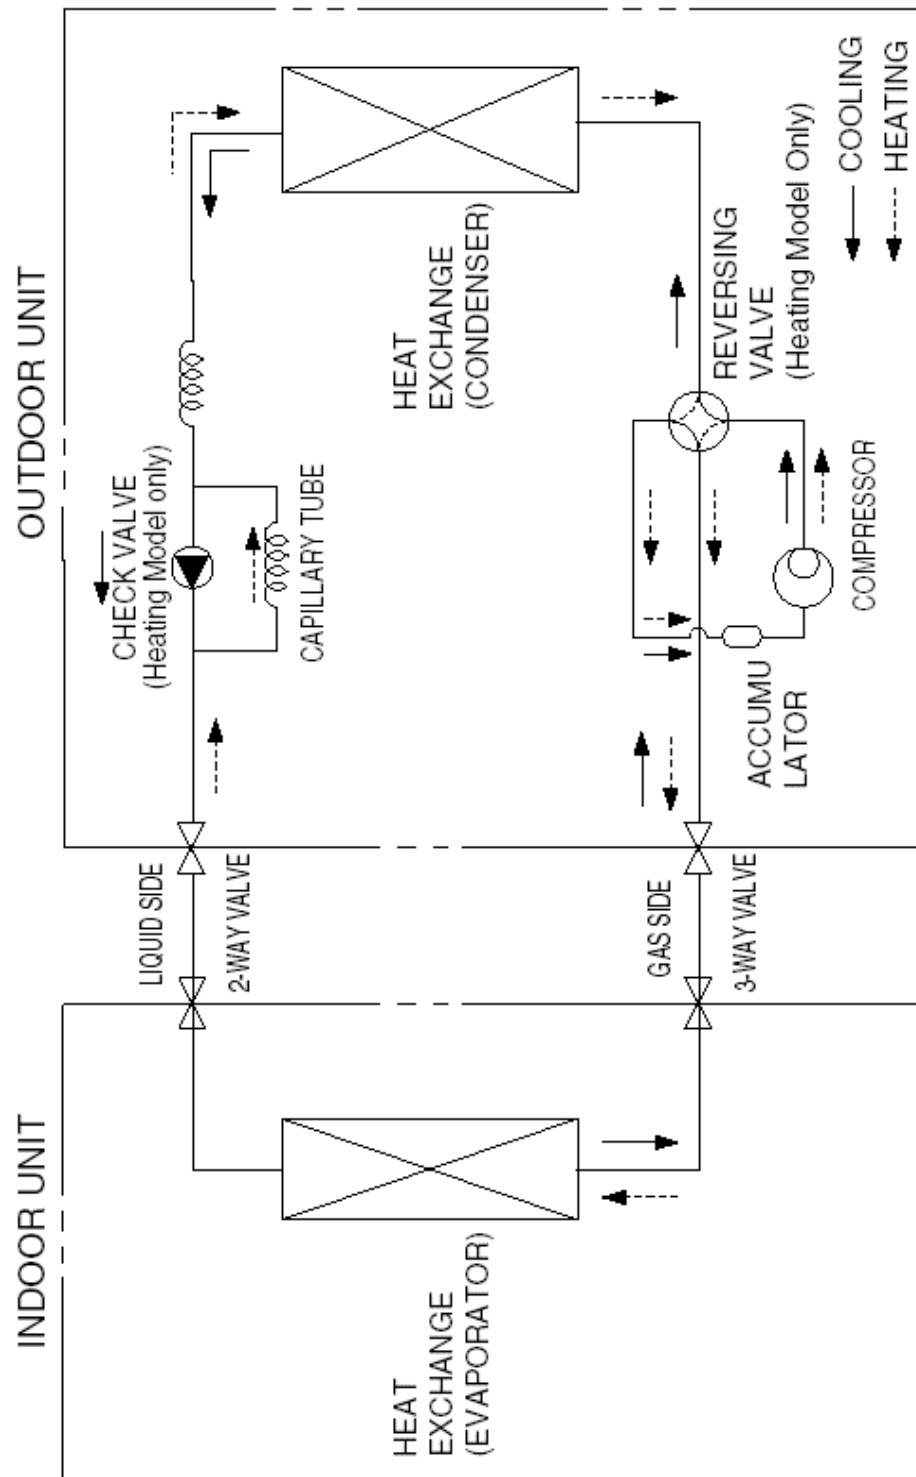 INDOOR UNIT
OUTDOOR UNIT
LIQUID SIDE
2-WAY VALVE
CHECK VALVE
(Heating Model only)
CAPILLARY TUBE
HEAT
EXCHANGE
(EVAPORATOR)
HEAT
EXCHANGE
(CONDENSER)
GAS SIDE
3-WAY VALVE
ACCUMU
LATOR
COMPRESSOR
REVERSING
VALVE
(Heating Model Only)
COOLING
HEATING